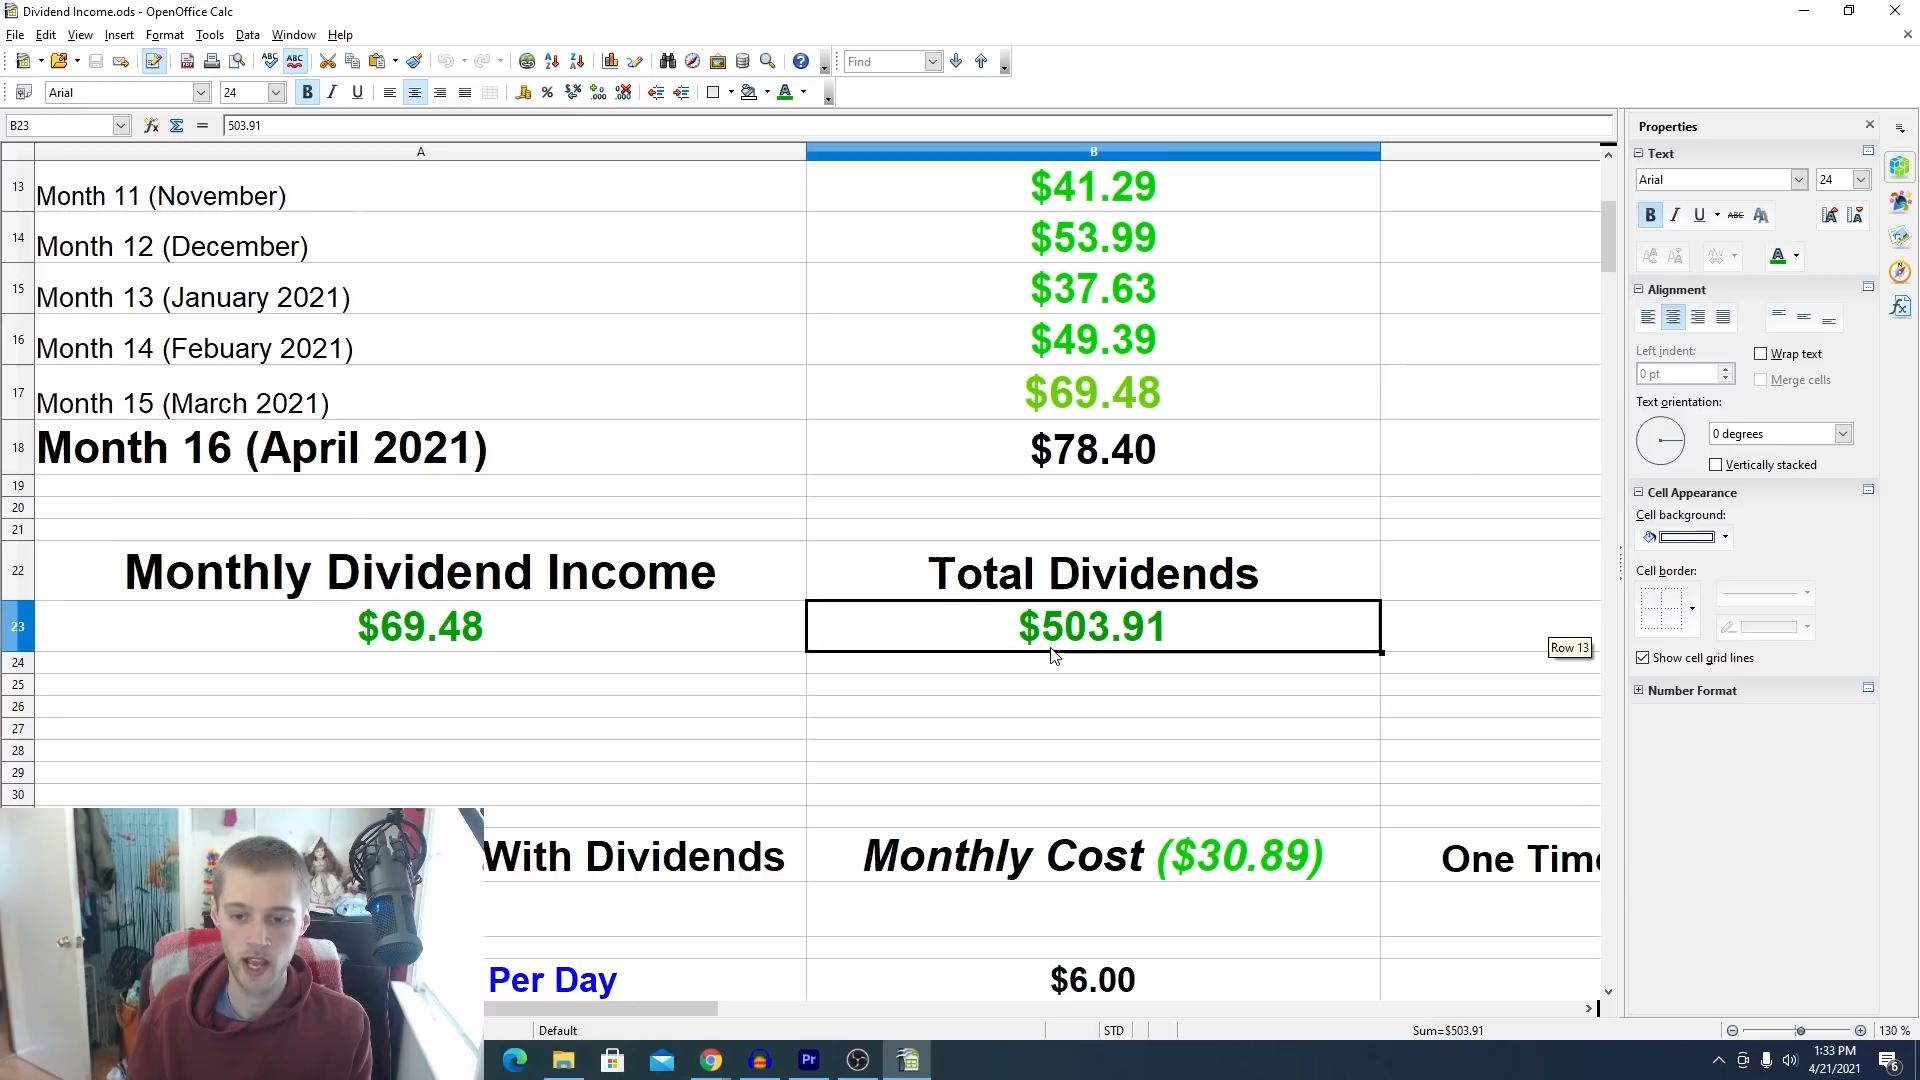 Dividend Income.ods - OpenOffice Calc
File Edit View Insert Format Tools Data Window Help
Find
Arial 24
B23 503.91
A B
13 Month 11 (November) $41.29
14 Month 12 (December) $53.99
15 Month 13 (January 2021) $37.63
16 Month 14 (Febuary 2021) $49.39
17 Month 15 (March 2021) $69.48
18 Month 16 (April 2021) $78.40
19
20
21
22 Monthly Dividend Income Total Dividends
23 $69.48 $503.91
Row 13
24
25
26
27
28
29
30
With Dividends Monthly Cost ($30.89) One Time
Per Day $6.00
Default STD Sum=$503.91 130 %
Properties
Text
Arial 24
Alignment
Left indent: Wrap text
0 pt Merge cells
Text orientation:
0 degrees
Vertically stacked
Cell Appearance
Cell background:
Cell border:
Show cell grid lines
Number Format
Pr
1:33 PM
4/21/2021
6